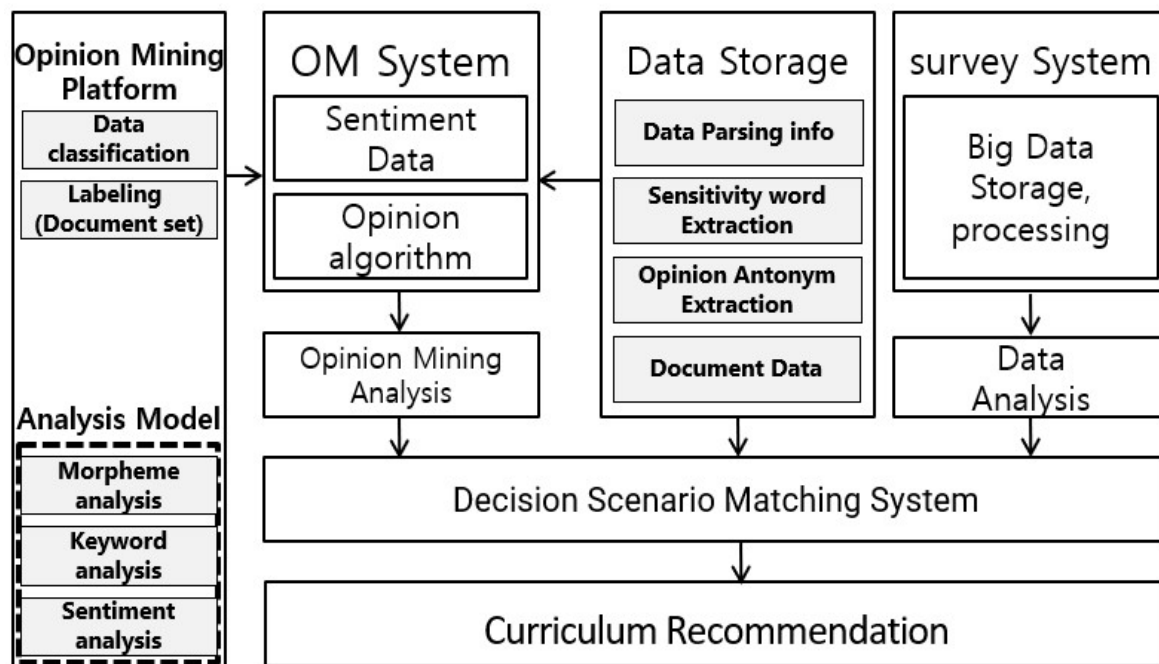 Opinion Mining
Platform
Data
classification
Labeling
(Document set)
Analysis Model
Morpheme
analysis
Keyword
analysis
Sentiment
analysis
OM System
Sentiment
Data
Opinion
algorithm
Opinion Mining
Analysis
Data Storage
Data Parsing info
Sensitivity word
Extraction
Opinion Antonym
Extraction
Document Data
survey System
Big Data
Storage,
processing
Data
Analysis
Decision Scenario Matching System
Curriculum Recommendation